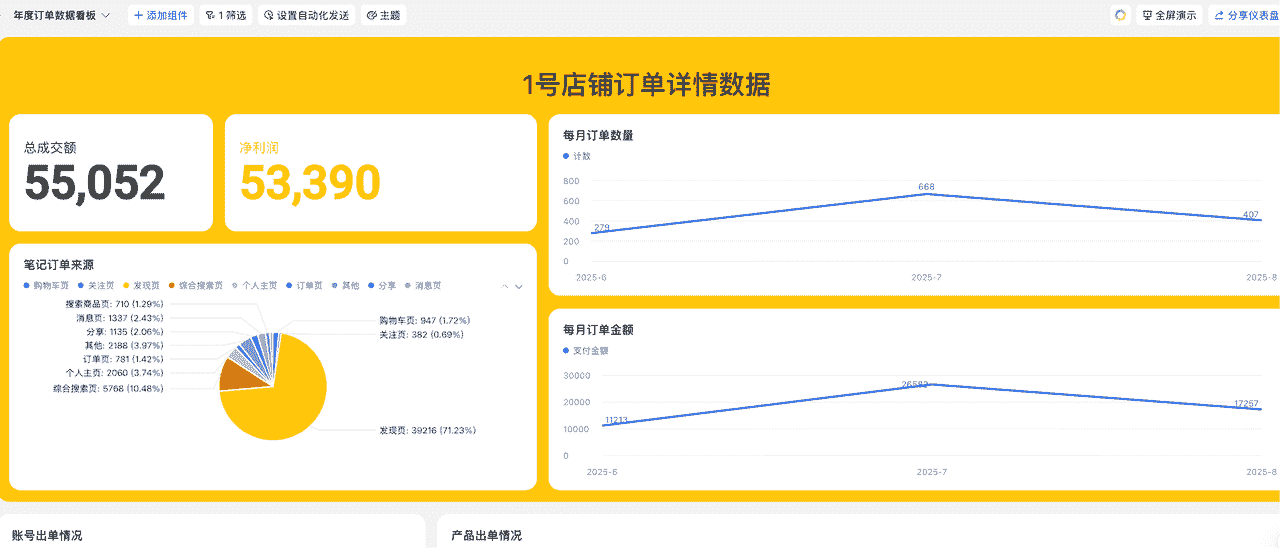 年度订单数据看板
添加组件
1 筛选
设置自动化发送
主题
全屏演示
分享仪表盘
1号店铺订单详情数据
总成交额
55,052
净利润
53,390
笔记订单来源
购物车页 关注页 发现页 综合搜索页 个人主页 订单页 其他 分享 消息页
搜索商品页: 710 (1.29%)
消息页: 1337 (2.43%)
分享: 1135 (2.06%)
其他: 2188 (3.97%)
订单页: 781 (1.42%)
个人主页: 2060 (3.74%)
综合搜索页: 5768 (10.48%)
购物车页: 947 (1.72%)
关注页: 382 (0.69%)
发现页: 39216 (71.23%)
每月订单数量
计数
800
600
400
200
0
279
668
407
2025-6
2025-7
2025-8
每月订单金额
支付金额
30000
20000
10000
0
11213
26582
17257
2025-6
2025-7
2025-8
账号出单情况
产品出单情况